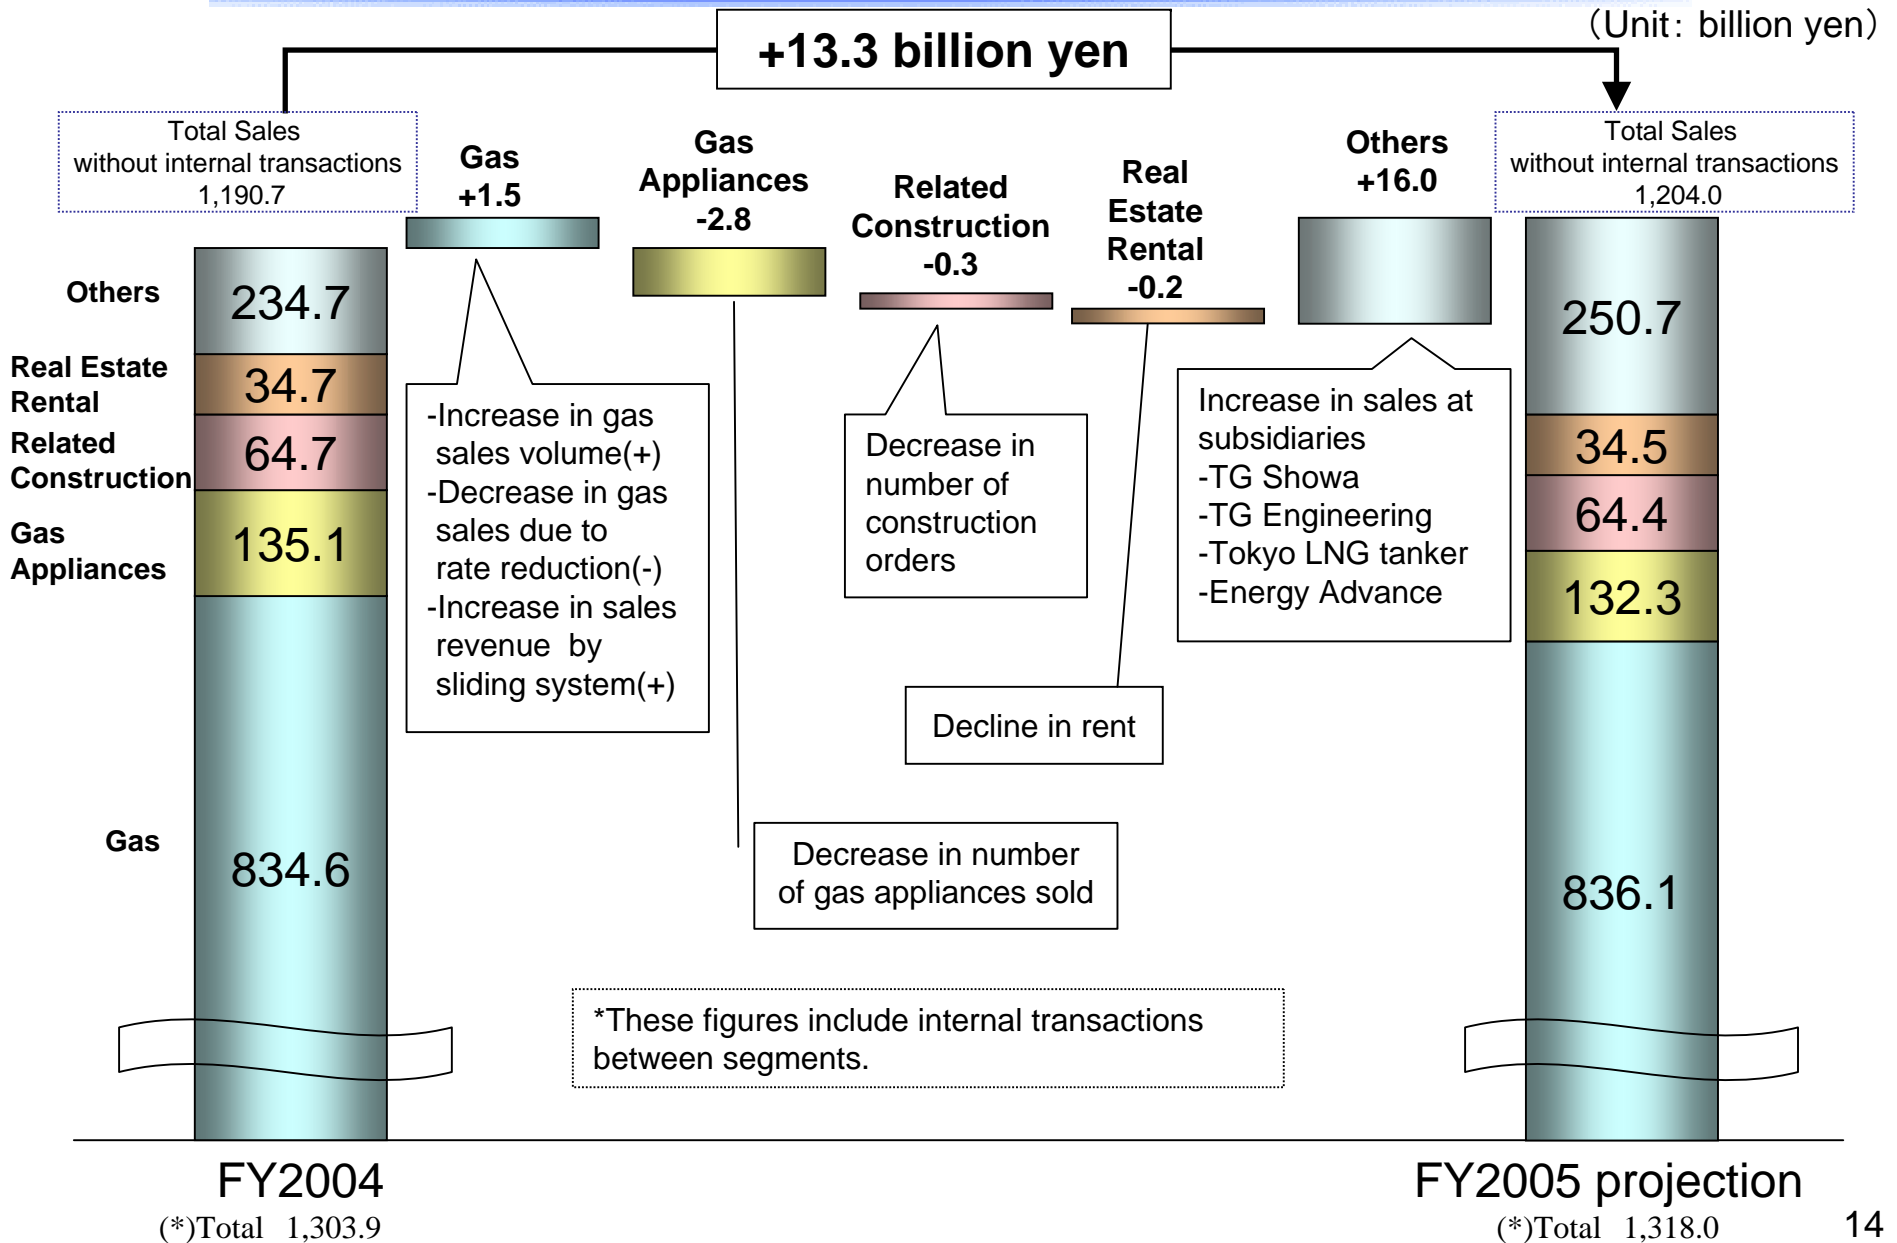 (Unit: billion yen)
+13.3 billion yen
Total Sales
without internal transactions
1,190.7
Gas
+1.5
Gas
Appliances
-2.8
Related
Construction
-0.3
Real
Estate
Rental
-0.2
Others
+16.0
Total Sales
without internal transactions
1,204.0
Others
234.7
Real Estate
Rental
34.7
Related
Construction
64.7
Gas
Appliances
135.1
Gas
834.6
-Increase in gas
sales volume(+)
-Decrease in gas
sales due to
rate reduction(-)
-Increase in sales
revenue by
sliding system(+)
Decrease in
number of
construction
orders
Increase in sales at
subsidiaries
-TG Showa
-TG Engineering
-Tokyo LNG tanker
-Energy Advance
Decline in rent
Decrease in number
of gas appliances sold
*These figures include internal transactions
between segments.
250.7
34.5
64.4
132.3
836.1
FY2004
(*)Total 1,303.9
FY2005 projection
(*)Total 1,318.0
14